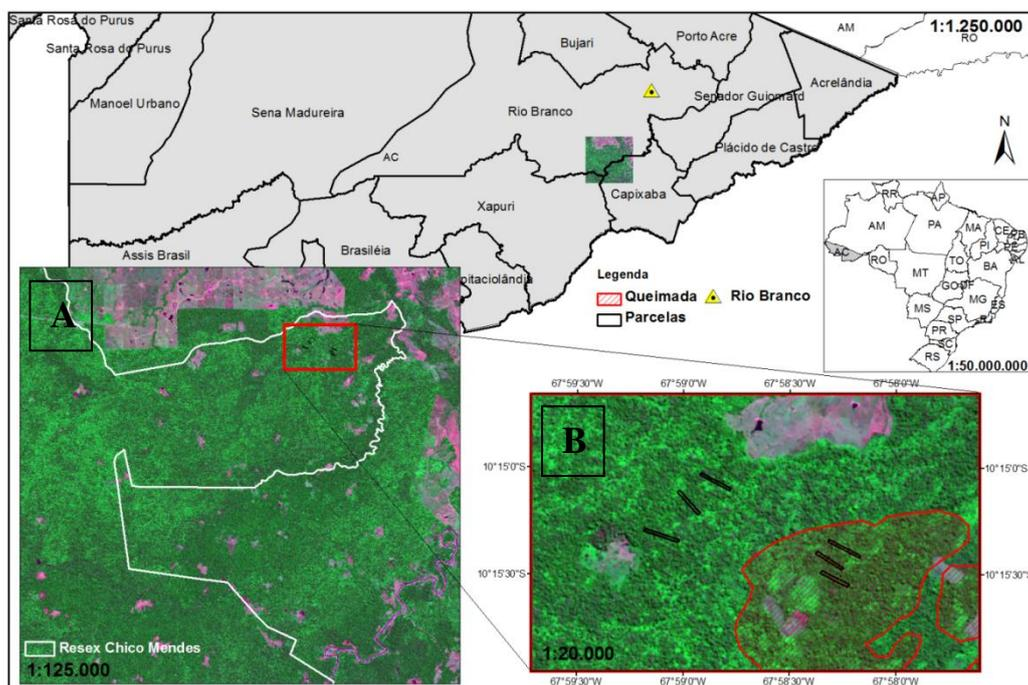 Santa Rosa do Purus
Santa Rosa do Purus
Manoel Urbano
Sena Madureira
Bujari
Porto Acre
AM
RO
1:1.250.000
Acrelândia
Senador Guiomard
Rio Branco
Plácido de Castro
AC
Xapuri
Capixaba
Assis Brasil
Brasiléia
pitaciolândia
N
Legenda
Queimada
Rio Branco
Parcelas
RR
AP
AM
PA
MA
CE
PB
PE
AL
PI
AC
RO
TO
BA
MT
GO
DF
MG
ES
MS
SP
RJ
PR
SC
RS
1:50.000.000
A
Resex Chico Mendes
1:125.000
67°59'30"W
67°59'0"W
67°58'30"W
67°58'0"W
B
10°15'0"S
10°15'0"S
10°15'30"S
10°15'30"S
1:20.000
67°59'30"W
67°59'0"W
67°58'30"W
67°58'0"W